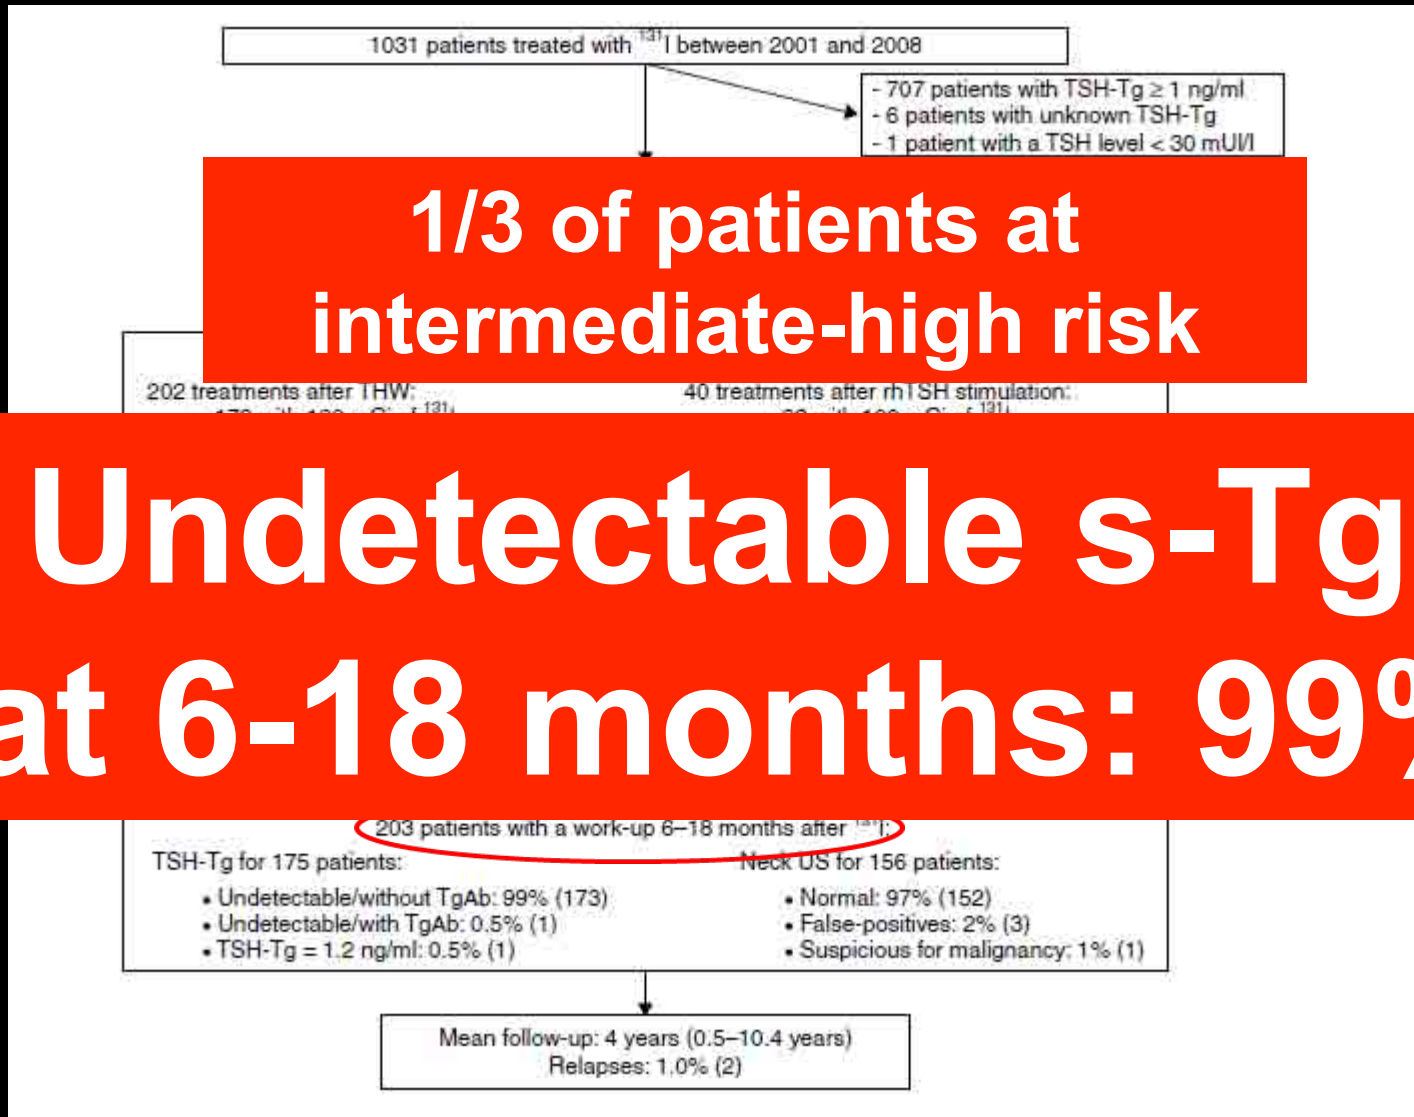 1031 patients treated with 131I between 2001 and 2008
- 707 patients with TSH-Tg ≥ 1 ng/ml
- 6 patients with unknown TSH-Tg
- 1 patient with a TSH level < 30 mUI/l
1/3 of patients at
intermediate-high risk
202 treatments after THW:
40 treatments after rhTSH stimulation:
Undetectable s-Tg
at 6-18 months: 99%
203 patients with a work-up 6–18 months after 131I:
TSH-Tg for 175 patients:
• Undetectable/without TgAb: 99% (173)
• Undetectable/with TgAb: 0.5% (1)
• TSH-Tg = 1.2 ng/ml: 0.5% (1)
Neck US for 156 patients:
• Normal: 97% (152)
• False-positives: 2% (3)
• Suspicious for malignancy: 1% (1)
Mean follow-up: 4 years (0.5–10.4 years)
Relapses: 1.0% (2)